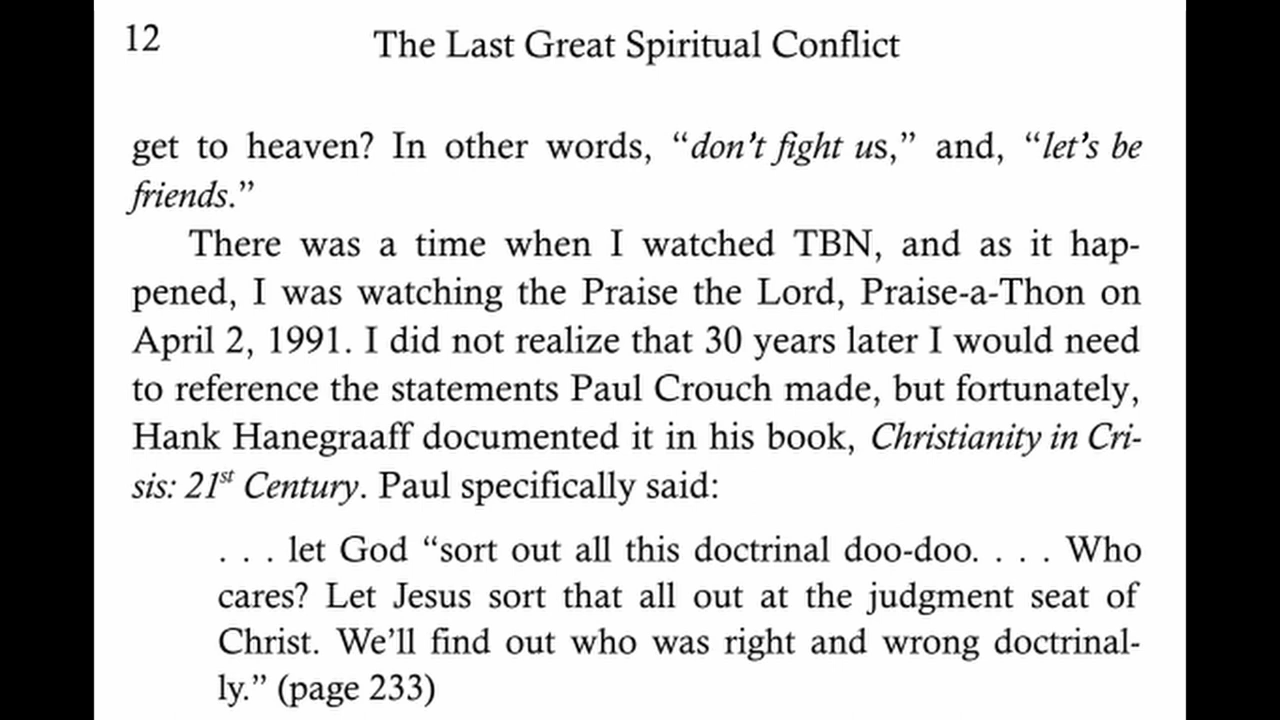 12
The Last Great Spiritual Conflict
get to heaven? In other words, “don’t fight us,” and, “let’s be
friends.”
There was a time when I watched TBN, and as it hap-
pened, I was watching the Praise the Lord, Praise-a-Thon on
April 2, 1991. I did not realize that 30 years later I would need
to reference the statements Paul Crouch made, but fortunately,
Hank Hanegraaff documented it in his book, Christianity in Cri-
sis: 21st Century. Paul specifically said:
. . . let God “sort out all this doctrinal doo-doo. . . . Who
cares? Let Jesus sort that all out at the judgment seat of
Christ. We’ll find out who was right and wrong doctrinal-
ly.” (page 233)